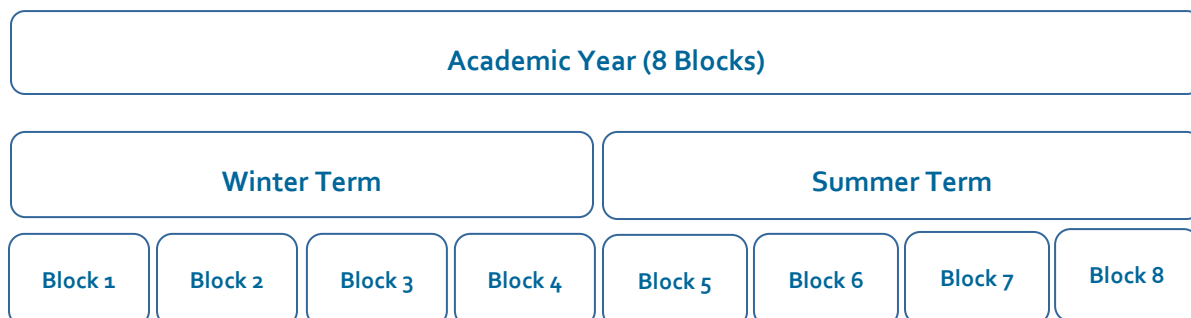 Academic Year (8 Blocks)
Winter Term
Summer Term
Block 1
Block 2
Block 3
Block 4
Block 5
Block 6
Block 7
Block 8